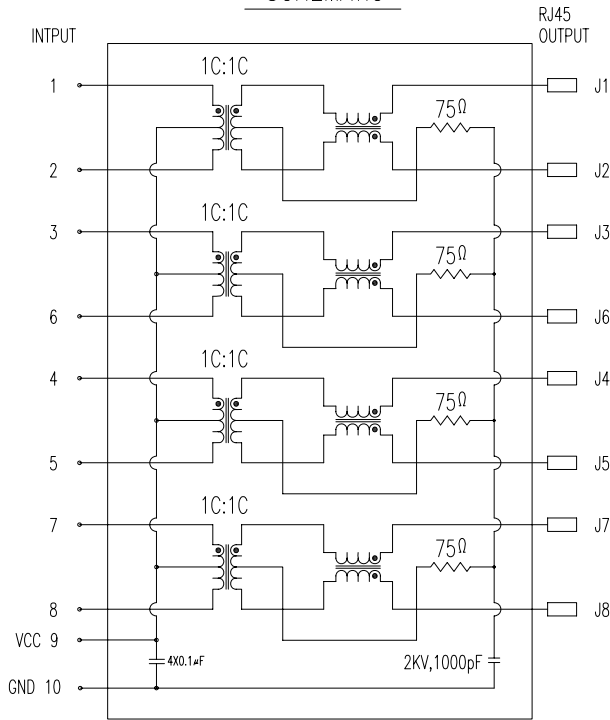 RJ45
INTPUT OUTPUT
1C:1C
1 J1
75Ω
2 J2
1C:1C
3 J3
75Ω
6 J6
1C:1C
4 J4
75Ω
5 J5
1C:1C
7 J7
75Ω
8 J8
VCC 9
4X0.1μF 2KV,1000pF
GND 10